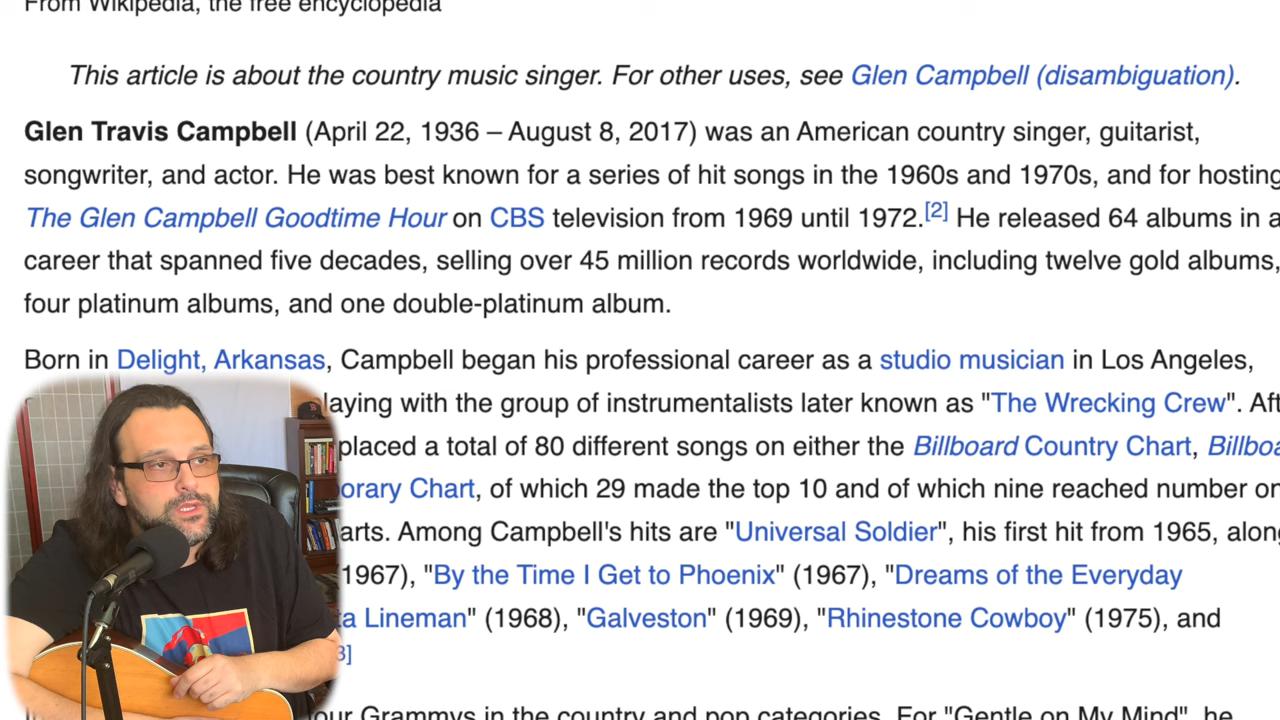 From Wikipedia, the free encyclopedia
This article is about the country music singer. For other uses, see Glen Campbell (disambiguation).
Glen Travis Campbell (April 22, 1936 – August 8, 2017) was an American country singer, guitarist,
songwriter, and actor. He was best known for a series of hit songs in the 1960s and 1970s, and for hosting
The Glen Campbell Goodtime Hour on CBS television from 1969 until 1972.[2] He released 64 albums in a
career that spanned five decades, selling over 45 million records worldwide, including twelve gold albums,
four platinum albums, and one double-platinum album.
Born in Delight, Arkansas, Campbell began his professional career as a studio musician in Los Angeles,
laying with the group of instrumentalists later known as "The Wrecking Crew". Aft
placed a total of 80 different songs on either the Billboard Country Chart, Billboa
orary Chart, of which 29 made the top 10 and of which nine reached number on
arts. Among Campbell's hits are "Universal Soldier", his first hit from 1965, along
1967), "By the Time I Get to Phoenix" (1967), "Dreams of the Everyday
ta Lineman" (1968), "Galveston" (1969), "Rhinestone Cowboy" (1975), and
3]
our Grammys in the country and pop categories. For "Gentle on My Mind", he